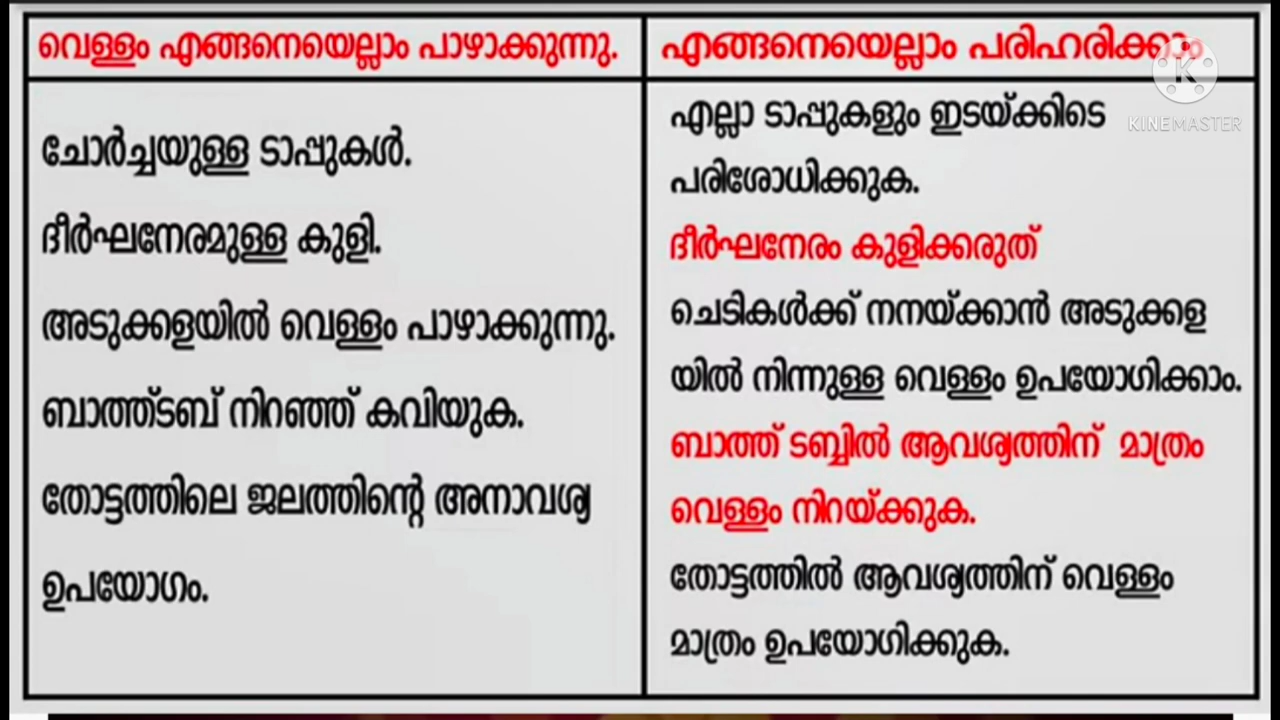 വെള്ളം എങ്ങനെയെല്ലാം പാഴാക്കുന്നു.
ചോർച്ചയുള്ള ടാപ്പുകൾ.
ദീർഘനേരമുള്ള കുളി.
അടുക്കളയിൽ വെള്ളം പാഴാക്കുന്നു.
ബാത്ത്ടബ് നിറഞ്ഞ് കവിയുക.
തോട്ടത്തിലെ ജലത്തിന്റെ അനാവശ്യ
ഉപയോഗം.
എങ്ങനെയെല്ലാം പരിഹരിക്കാം
എല്ലാ ടാപ്പുകളും ഇടയ്ക്കിടെ
പരിശോധിക്കുക.
ദീർഘനേരം കുളിക്കരുത്
ചെടികൾക്ക് നനയ്ക്കാൻ അടുക്കള
യിൽ നിന്നുള്ള വെള്ളം ഉപയോഗിക്കാം.
ബാത്ത് ടബ്ബിൽ ആവശ്യത്തിന് മാത്രം
വെള്ളം നിറയ്ക്കുക.
തോട്ടത്തിൽ ആവശ്യത്തിന് വെള്ളം
മാത്രം ഉപയോഗിക്കുക.
K
KINEMASTER